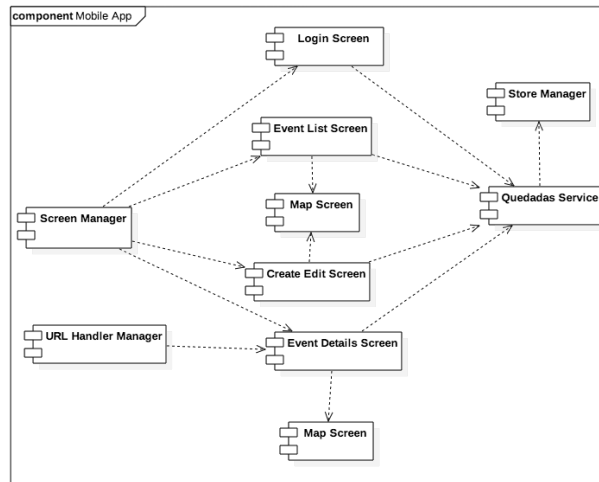 component Mobile App
Login Screen
Store Manager
Event List Screen
Map Screen
Quedadas Service
Screen Manager
Create Edit Screen
URL Handler Manager
Event Details Screen
Map Screen